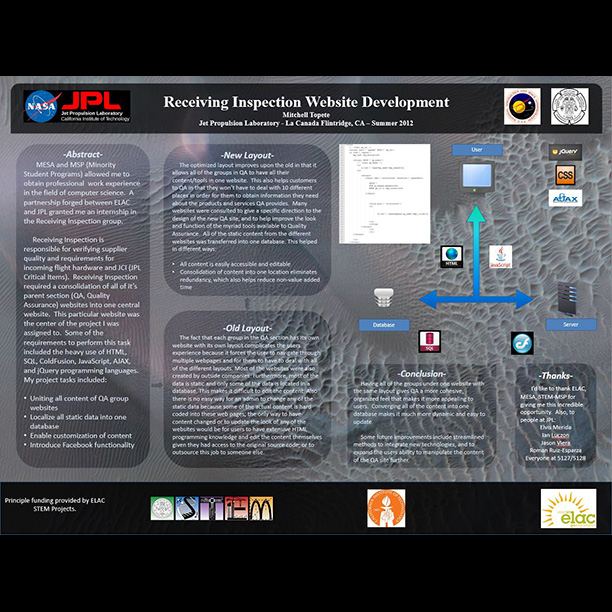 NASA
JPL
Jet Propulsion Laboratory
California Institute of Technology
Receiving Inspection Website Development
Mitchell Topete
Jet Propulsion Laboratory - La Canada Flintridge, CA – Summer 2012
-Abstract-
MESA and MSP (Minority
Student Programs) allowed me to
obtain professional work experience
in the field of computer science. A
partnership forged between ELAC
and JPL granted me an internship in
the Receiving Inspection group.
Receiving Inspection is
responsible for verifying supplier
quality and requirements for
incoming flight hardware and JCI (JPL
Critical Items). Receiving Inspection
required a consolidation of all of it's
parent section (QA, Quality
Assurance) websites into one central
website. This particular website was
the center of the project I was
assigned to. Some of the
requirements to perform this task
included the heavy use of HTML,
SQL, ColdFusion, JavaScript, AJAX,
and jQuery programming languages.
My project tasks included:
• Uniting all content of QA group
websites
• Localize all static data into one
database
• Enable customization of content
• Introduce Facebook functionality
-New Layout-
The optimized layout improves upon the old in that it
allows all of the groups in QA to have all their
content/tools in one website. This also helps customers
to QA in that they won't have to deal with 10 different
places in order for them to obtain information they need
about the products and services QA provides. Many
websites were consulted to give a specific direction to the
design of the new QA site, and to help improve the look
and function of the myriad tools available to Quality
Assurance. All of the static content from the different
websites was transferred into one database. This helped
in different ways:
• All content is easily accessible and editable
• Consolidation of content into one location eliminates
redundancy, which also helps reduce non-value added
time
-Old Layout-
The fact that each group in the QA section has its own
website with its own layout complicates the users
experience because it forces the user to navigate through
multiple webpages and for them to have to deal with all
of the different layouts. Most of the websites were also
created by outside companies. Furthermore, most of the
data is static and only some of the data is located in a
database. This makes it difficult to edit the content. Also
there is no easy way for an admin to change any of the
static data because some of the actual content is hard
coded into these web pages, the only way to have
content changed or to update the look of any of the
websites would be for users to have extensive HTML
programming knowledge and edit the content themselves
given they had access to the original source code, or to
outsource this job to someone else.
User
jQuery
CSS
AJAX
HTML
JavaScript
Database
Server
SQL
cf
-Conclusion-
Having all of the groups under one website with
the same layout gives it a more cohesive,
organized feel that makes it more appealing to
users. Converging all of the content into one
database makes it much more dynamic and easy to
update.
Some future improvements include streamlined
methods to integrate new technologies, and to
expand the users ability to manipulate the content
of the QA site further.
-Thanks-
I'd like to thank ELAC,
MESA, STEM-MSP for
giving me this incredible
opportunity. Also, to
people at JPL:
Elvis Merida
Ian Luczon
Jason Viera
Roman Ruiz-Esparza
Everyone at 5127/5128
Principle funding provided by ELAC
STEM Projects.
STEM
elac